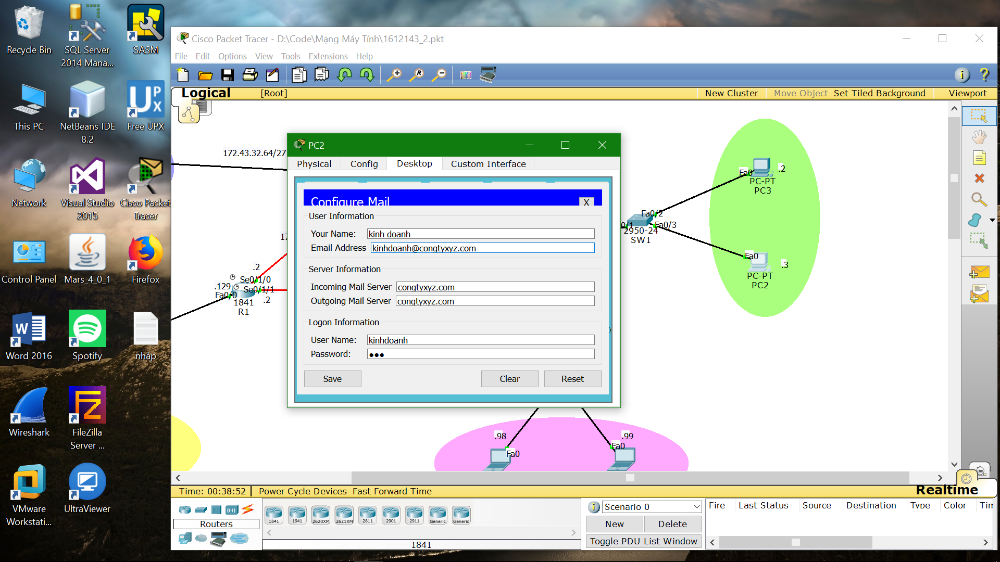 Recycle Bin
SQL Server
2014 Mana...
SASM
This PC
NetBeans IDE
8.2
UPX
Free UPX
Network
Visual Studio
2015
Cisco Packet
Tracer
Control Panel
Mars_4_0_1
Firefox
Word 2016
Spotify
nháp
Wireshark
FileZilla
Server ...
VMware
Workstati...
UltraViewer
Cisco Packet Tracer - D:\Code\Mạng Máy Tính\1612143_2.pkt
File Edit Options View Tools Extensions Help
Logical [Root] New Cluster Move Object Set Tiled Background Viewport
172.43.32.64/27
PC2
Physical Config Desktop Custom Interface
Configure Mail X
User Information
Your Name: kinh doanh
Email Address kinhdoanh@congtyxyz.com
Server Information
Incoming Mail Server congtyxyz.com
Outgoing Mail Server congtyxyz.com
Logon Information
User Name: kinhdoanh
Password: ●●●
Save Clear Reset
.2
Se0/1/0
.129
Se0/1/1
Fa0/0
.2
1841
R1
Fa0
.2
PC-PT
PC3
Fa0/2
0/1
Fa0/3
2950-24
SW1
Fa0
.3
PC-PT
PC2
.98
.99
Fa0
Fa0
Time: 00:38:52 Power Cycle Devices Fast Forward Time
Realtime
Routers
1841 1941 2620XM 2621XM 2811 2901 2911 Generic Generic
1841
Scenario 0
New Delete
Toggle PDU List Window
Fire Last Status Source Destination Type Color Tim